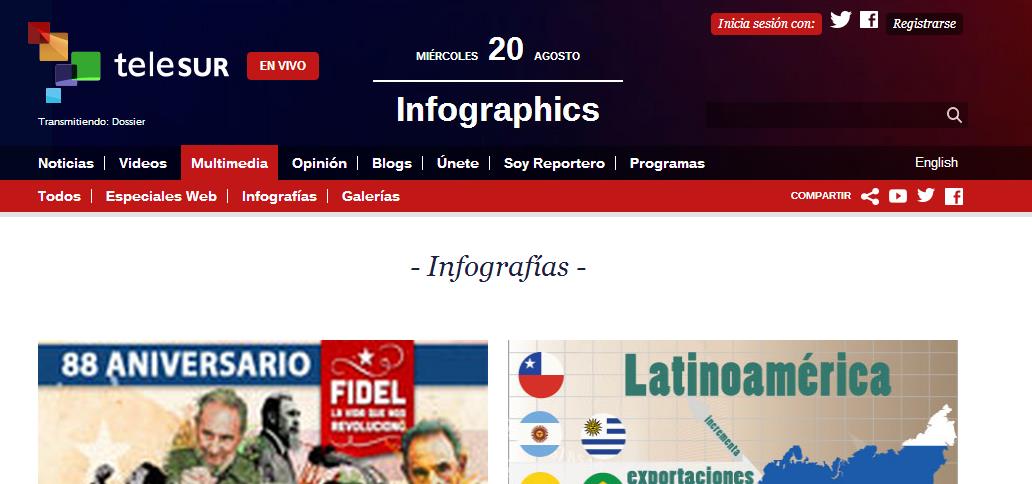 Inicia sesión con:
Registrarse
MIÉRCOLES 20 AGOSTO
teleSUR
EN VIVO
Infographics
Transmitiendo: Dossier
Noticias
Videos
Multimedia
Opinión
Blogs
Únete
Soy Reportero
Programas
English
Todos
Especiales Web
Infografías
Galerías
COMPARTIR
- Infografías -
88 ANIVERSARIO
FIDEL
LA VIDA QUE NOS
REVOLUCIONÓ
Latinoamérica
incrementa
exportaciones